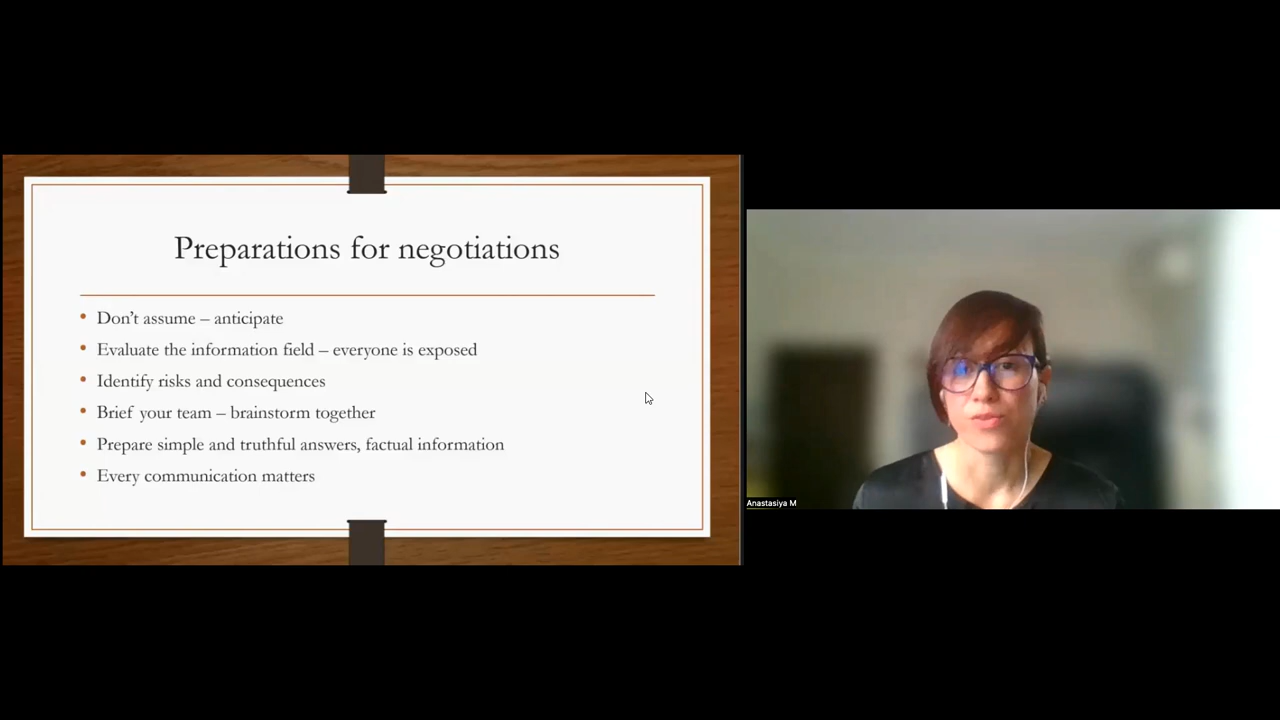 Preparations for negotiations
• Don't assume – anticipate
• Evaluate the information field – everyone is exposed
• Identify risks and consequences
• Brief your team – brainstorm together
• Prepare simple and truthful answers, factual information
• Every communication matters
Anastasiya M